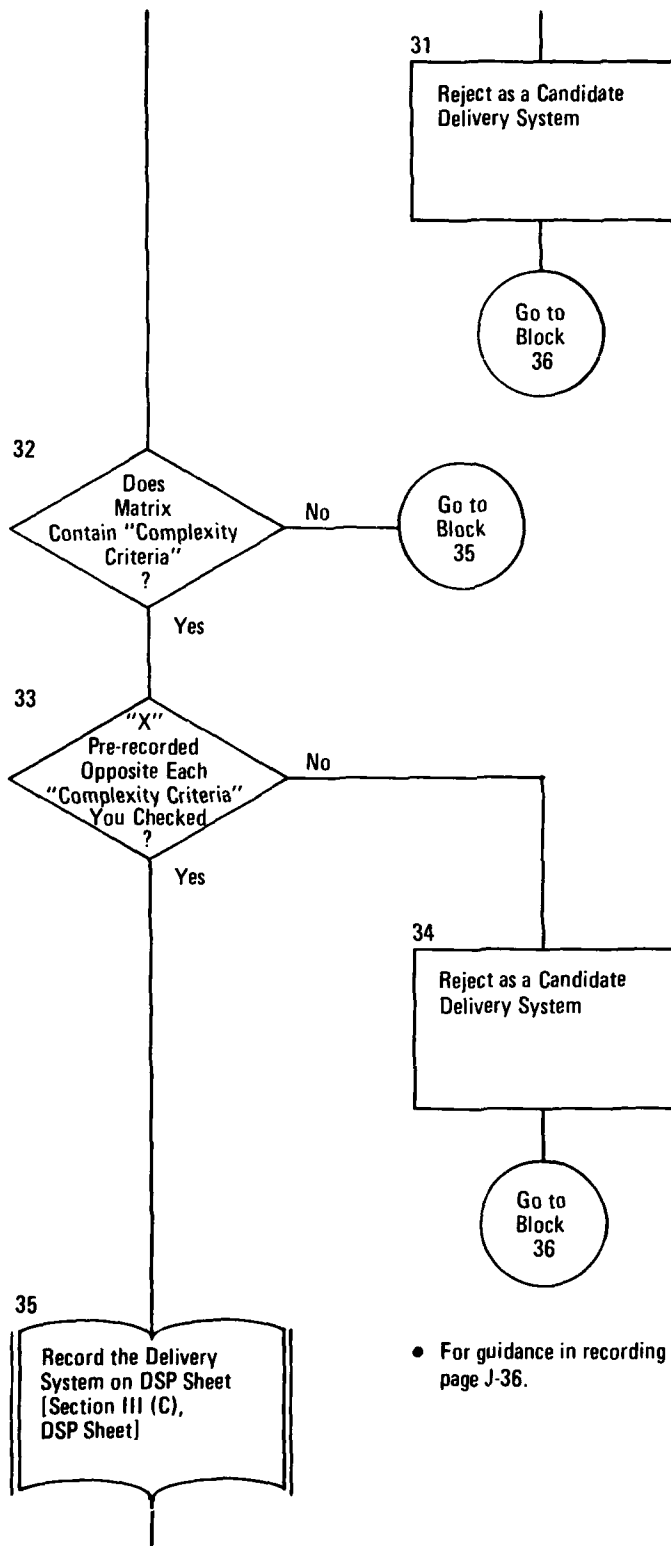 31
Reject as a Candidate
Delivery System
Go to
Block
36
32
Does
Matrix
Contain "Complexity
Criteria"
?
No
Go to
Block
35
Yes
33
"X"
Pre-recorded
Opposite Each
"Complexity Criteria"
You Checked
?
No
Yes
34
Reject as a Candidate
Delivery System
Go to
Block
36
35
Record the Delivery
System on DSP Sheet
[Section III (C),
DSP Sheet]
• For guidance in recording
page J-36.